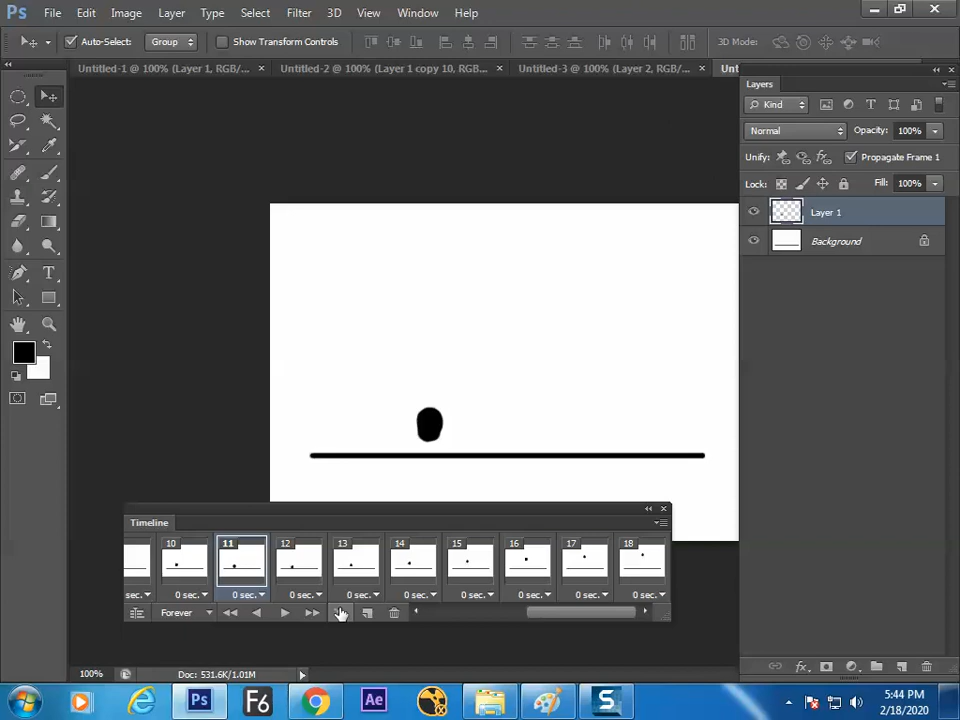 Ps File Edit Image Layer Type Select Filter 3D View Window Help
Auto-Select: Group Show Transform Controls 3D Mode:
Untitled-1 @ 100% (Layer 1, RGB/... × Untitled-2 @ 100% (Layer 1 copy 10, RGB... × Untitled-3 @ 100% (Layer 2, RGB/... × Unt
Layers
Kind T
Normal Opacity: 100%
Unify: Propagate Frame 1
Lock: Fill: 100%
Layer 1
Background
T
Timeline
10 11 12 13 14 15 16 17 18
sec. 0 sec. 0 sec. 0 sec. 0 sec. 0 sec. 0 sec. 0 sec. 0 sec. 0 sec.
Forever
100% Doc: 531.6K/1.01M
fx
Ps F6 Ae S
5:44 PM
2/18/2020